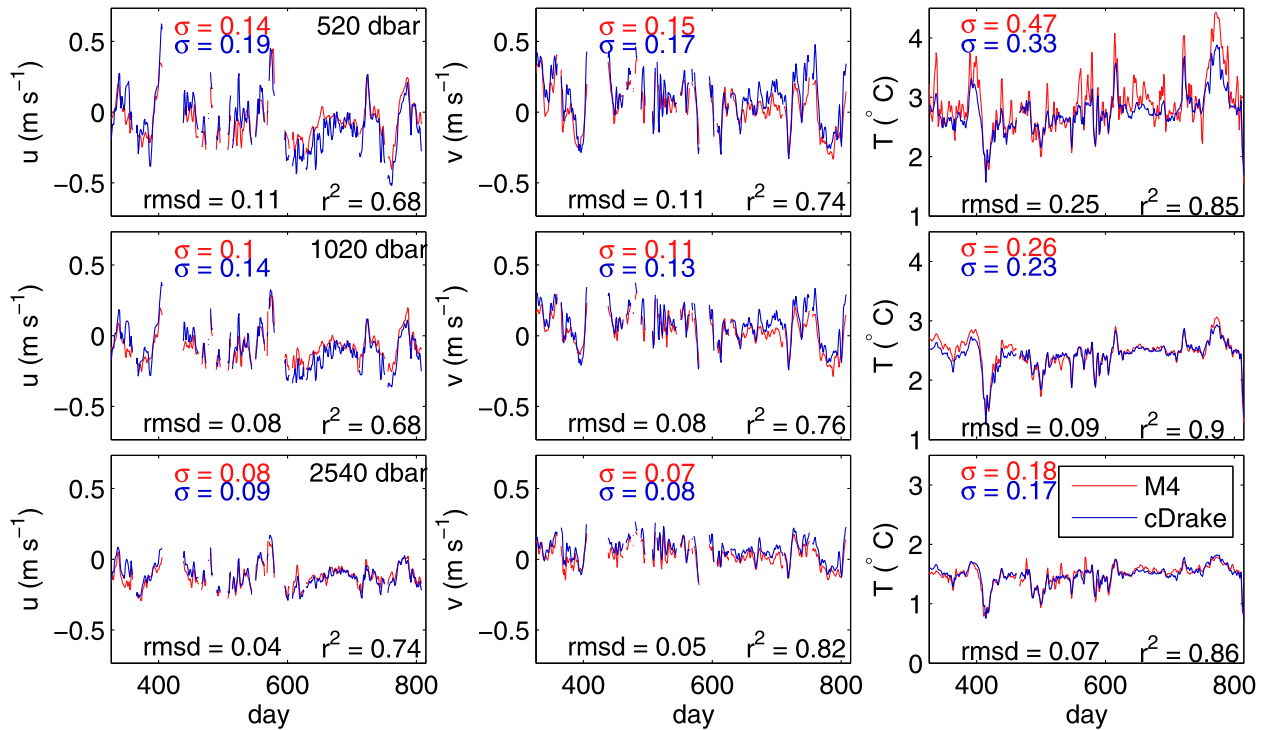 σ = 0.14
σ = 0.19
520 dbar
0.5
0
−0.5
u (m s−1)
rmsd = 0.11
r2 = 0.68
σ = 0.15
σ = 0.17
0.5
0
−0.5
v (m s−1)
rmsd = 0.11
r2 = 0.74
σ = 0.47
σ = 0.33
4
3
2
1
T (°C)
rmsd = 0.25
r2 = 0.85
σ = 0.1
σ = 0.14
1020 dbar
0.5
0
−0.5
u (m s−1)
rmsd = 0.08
r2 = 0.68
σ = 0.11
σ = 0.13
0.5
0
−0.5
v (m s−1)
rmsd = 0.08
r2 = 0.76
σ = 0.26
σ = 0.23
4
3
2
1
T (°C)
rmsd = 0.09
r2 = 0.9
σ = 0.08
σ = 0.09
2540 dbar
0.5
0
−0.5
u (m s−1)
rmsd = 0.04
r2 = 0.74
400 600 800
day
σ = 0.07
σ = 0.08
0.5
0
−0.5
v (m s−1)
rmsd = 0.05
r2 = 0.82
400 600 800
day
σ = 0.18
σ = 0.17
M4
cDrake
3
2
1
0
T (°C)
rmsd = 0.07
r2 = 0.86
400 600 800
day